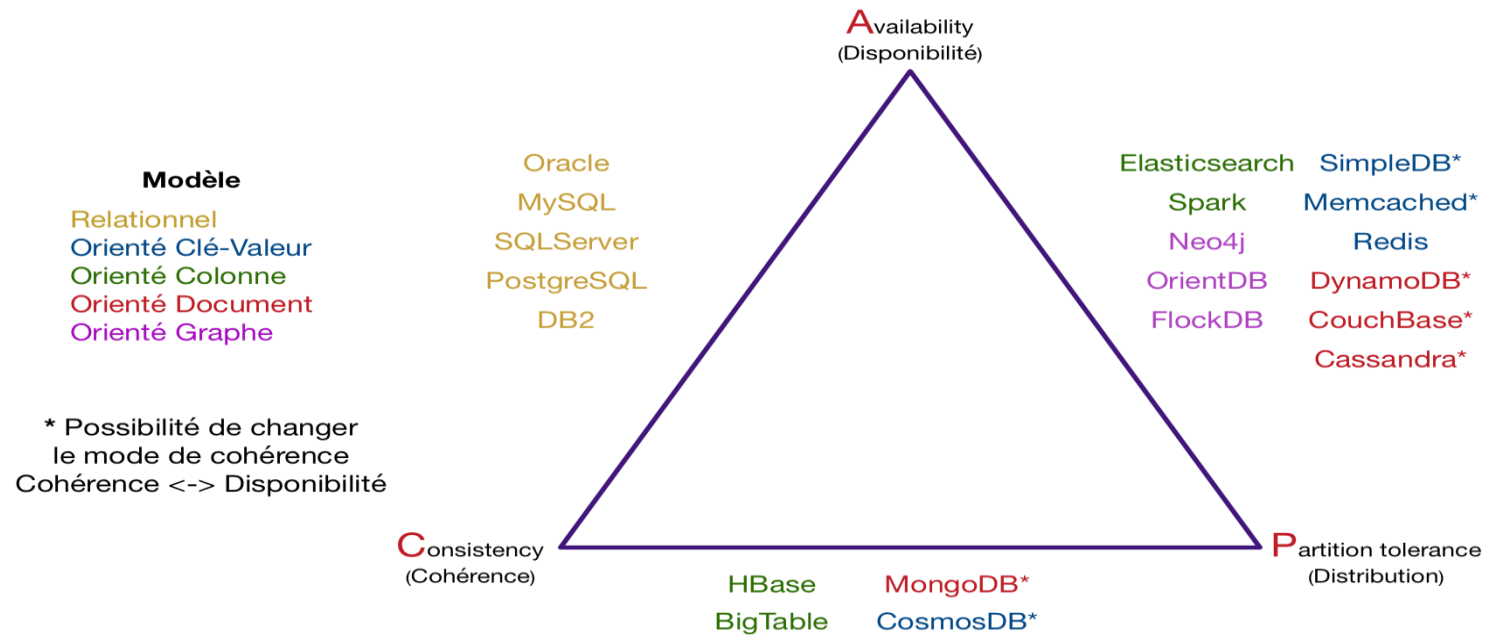 Availability
(Disponibilité)
Modèle
Relationnel
Orienté Clé-Valeur
Orienté Colonne
Orienté Document
Orienté Graphe
* Possibilité de changer
le mode de cohérence
Cohérence <-> Disponibilité
Oracle
MySQL
SQLServer
PostgreSQL
DB2
Elasticsearch SimpleDB*
Spark Memcached*
Neo4j Redis
OrientDB DynamoDB*
FlockDB CouchBase*
Cassandra*
Consistency
(Cohérence)
Partition tolerance
(Distribution)
HBase MongoDB*
BigTable CosmosDB*